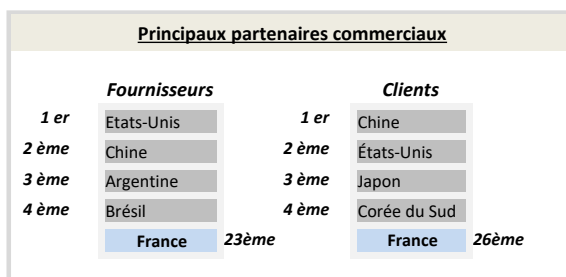 Principaux partenaires commerciaux
Fournisseurs Clients
1 er Etats-Unis 1 er Chine
2 ème Chine 2 ème États-Unis
3 ème Argentine 3 ème Japon
4 ème Brésil 4 ème Corée du Sud
France 23ème France 26ème